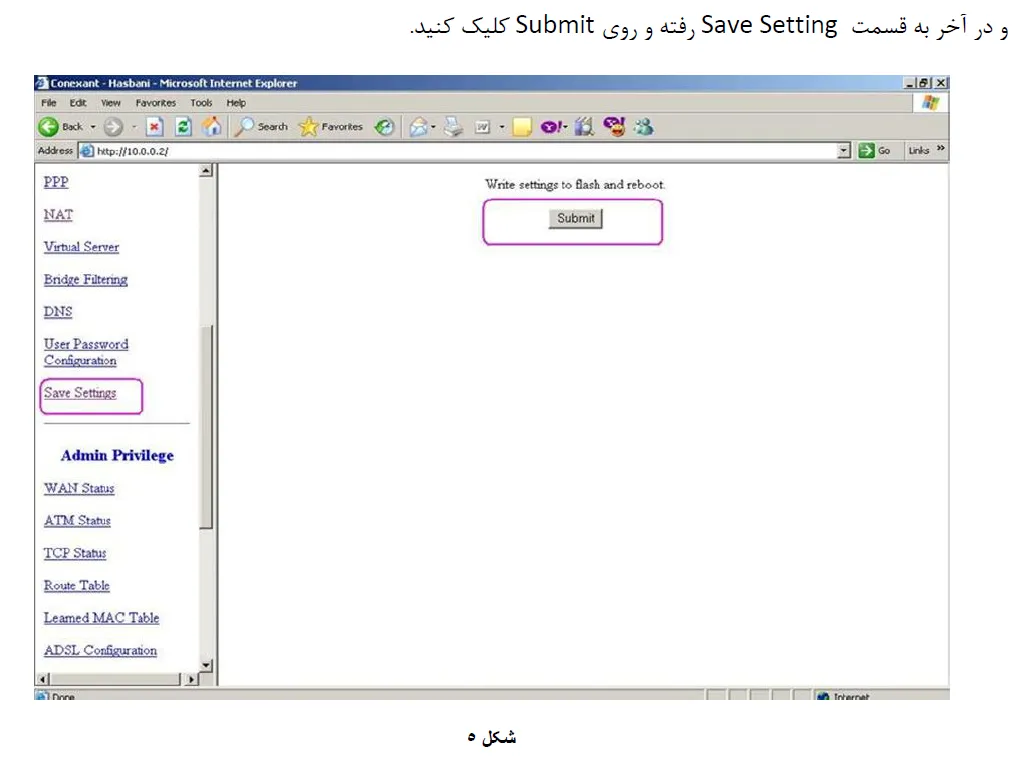 و در آخر به قسمت Save Setting رفته و روی Submit کلیک کنید.
Conexant - Hasbani - Microsoft Internet Explorer
File Edit View Favorites Tools Help
Back Search Favorites
Address http://10.0.0.2/ Go Links »
PPP
NAT
Virtual Server
Bridge Filtering
DNS
User Password
Configuration
Save Settings
Admin Privilege
WAN Status
ATM Status
TCP Status
Route Table
Learned MAC Table
ADSL Configuration
Write settings to flash and reboot.
Submit
Done Internet
شکل ۵